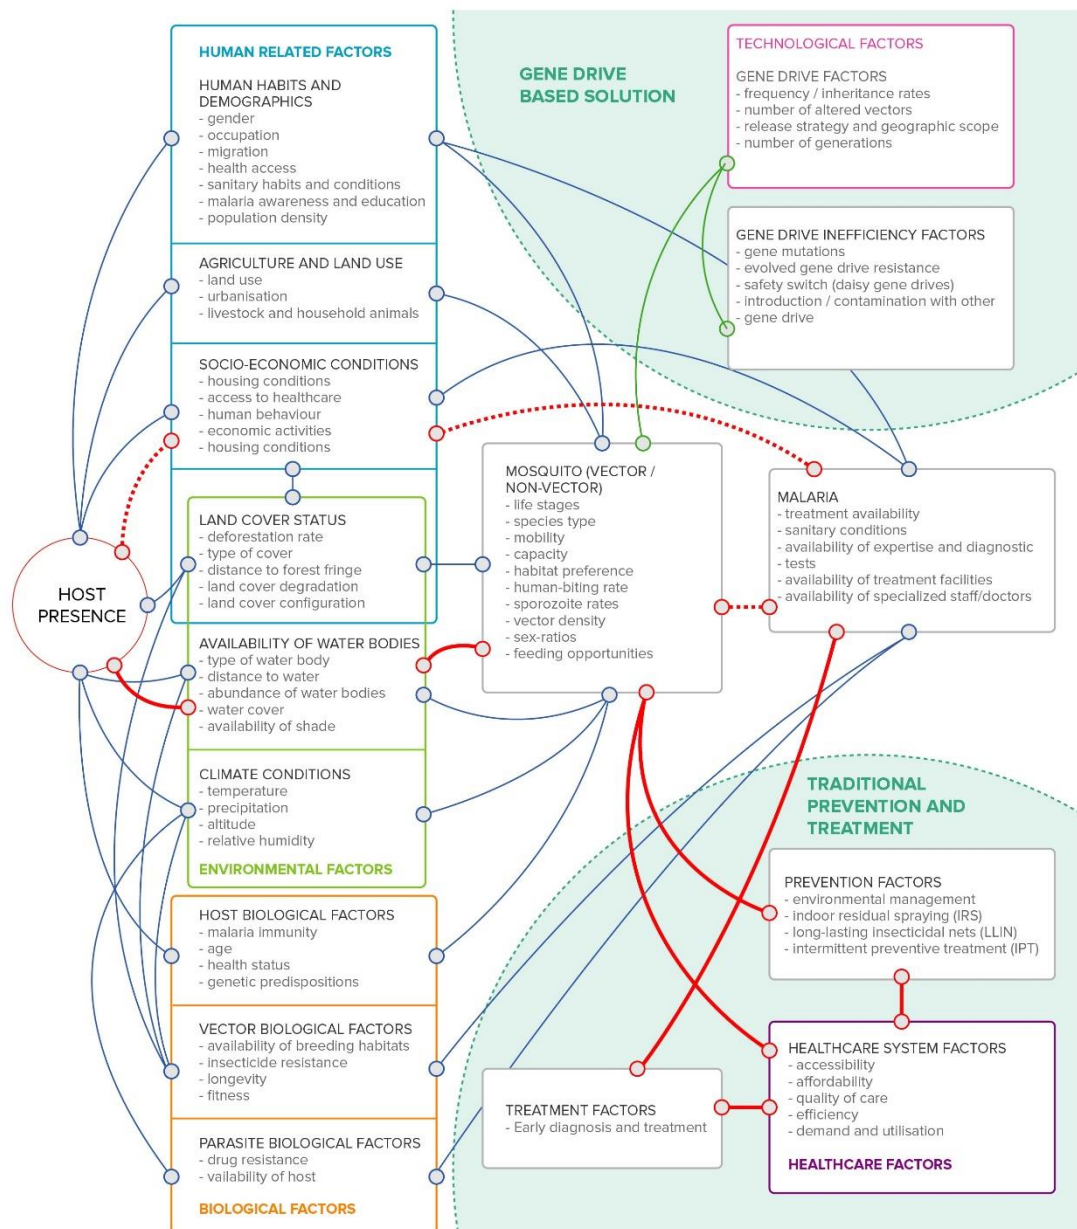 HUMAN RELATED FACTORS
HUMAN HABITS AND
DEMOGRAPHICS
- gender
- occupation
- migration
- health access
- sanitary habits and conditions
- malaria awareness and education
- population density
AGRICULTURE AND LAND USE
- land use
- urbanisation
- livestock and household animals
SOCIO-ECONOMIC CONDITIONS
- housing conditions
- access to healthcare
- human behaviour
- economic activities
- housing conditions
LAND COVER STATUS
- deforestation rate
- type of cover
- distance to forest fringe
- land cover degradation
- land cover configuration
AVAILABILITY OF WATER BODIES
- type of water body
- distance to water
- abundance of water bodies
- water cover
- availability of shade
CLIMATE CONDITIONS
- temperature
- precipitation
- altitude
- relative humidity
ENVIRONMENTAL FACTORS
HOST BIOLOGICAL FACTORS
- malaria immunity
- age
- health status
- genetic predispositions
VECTOR BIOLOGICAL FACTORS
- availability of breeding habitats
- insecticide resistance
- longevity
- fitness
PARASITE BIOLOGICAL FACTORS
- drug resistance
- vailability of host
BIOLOGICAL FACTORS
HOST
PRESENCE
GENE DRIVE
BASED SOLUTION
TECHNOLOGICAL FACTORS
GENE DRIVE FACTORS
- frequency / inheritance rates
- number of altered vectors
- release strategy and geographic scope
- number of generations
GENE DRIVE INEFFICIENCY FACTORS
- gene mutations
- evolved gene drive resistance
- safety switch (daisy gene drives)
- introduction / contamination with other
- gene drive
MOSQUITO (VECTOR /
NON-VECTOR)
- life stages
- species type
- mobility
- capacity
- habitat preference
- human-biting rate
- sporozoite rates
- vector density
- sex-ratios
- feeding opportunities
MALARIA
- treatment availability
- sanitary conditions
- availability of expertise and diagnostic
- tests
- availability of treatment facilities
- availability of specialized staff/doctors
TRADITIONAL
PREVENTION AND
TREATMENT
PREVENTION FACTORS
- environmental management
- indoor residual spraying (IRS)
- long-lasting insecticidal nets (LLIN)
- intermittent preventive treatment (IPT)
HEALTHCARE SYSTEM FACTORS
- accessibility
- affordability
- quality of care
- efficiency
- demand and utilisation
HEALTHCARE FACTORS
TREATMENT FACTORS
- Early diagnosis and treatment